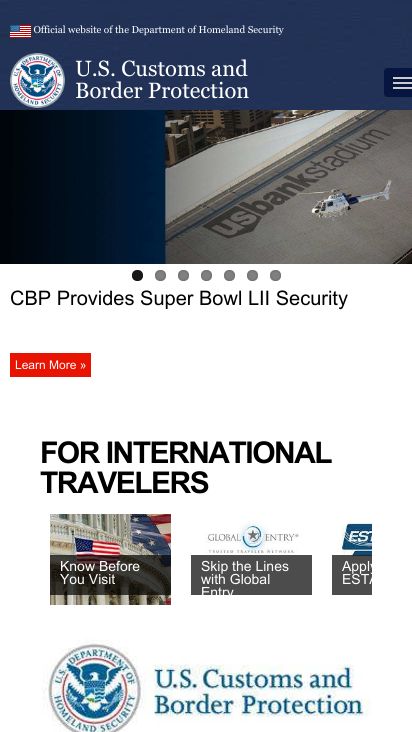 Official website of the Department of Homeland Security
U.S. Customs and
Border Protection
usbankstadium
CBP Provides Super Bowl LII Security
Learn More »
FOR INTERNATIONAL
TRAVELERS
GLOBAL ENTRY
TRUSTED TRAVELER NETWORK
Know Before
You Visit
Skip the Lines
with Global
Entry
EST
Apply
ESTA
U.S. DEPARTMENT OF
HOMELAND SECURITY
U.S. Customs and
Border Protection